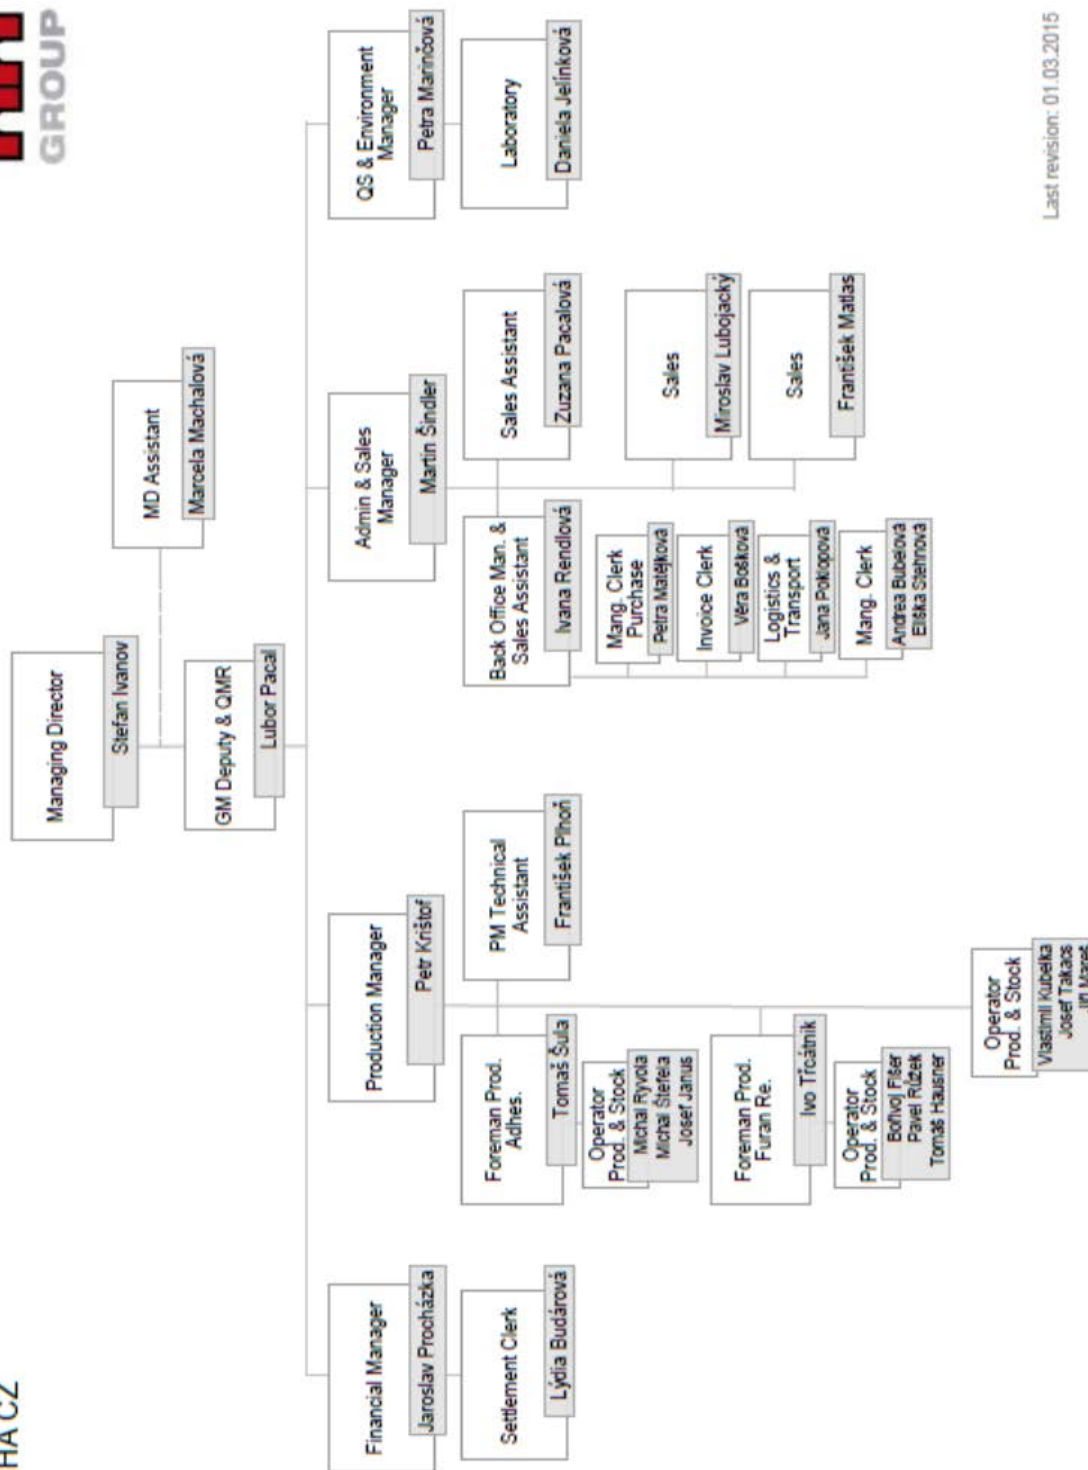 HA CZ
GROUP
Managing Director
Stefan Ivanov
MD Assistant
Marcela Machalová
GM Deputy & QMR
Lubor Pacal
Financial Manager
Jaroslav Procházka
Settlement Clerk
Lýdia Budárová
Production Manager
Petr Krištof
Foreman Prod.
Adhes.
Tomaš Šula
Operator
Prod. & Stock
Michal Ryvola
Michal Štefela
Josef Janus
PM Technical
Assistant
František Plhoň
Foreman Prod.
Furan Re.
Ivo Třcátnik
Operator
Prod. & Stock
Bořivoj Fišer
Pavel Růžek
Tomáš Hausner
Operator
Prod. & Stock
Vlastimil Kubelka
Josef Takacs
Admin & Sales
Manager
Martin Šindler
Back Office Man. &
Sales Assistant
Ivana Rendlová
Mang. Clerk
Purchase
Petra Matějková
Invoice Clerk
Věra Bošková
Logistics &
Transport
Jana Poklopová
Mang. Clerk
Andrea Bubelová
Eliška Stehnová
Sales Assistant
Zuzana Pacalová
Sales
Miroslav Lubojacký
Sales
František Matlas
QS & Environment
Manager
Petra Marinčová
Laboratory
Daniela Jelínková
Last revision: 01.03.2015